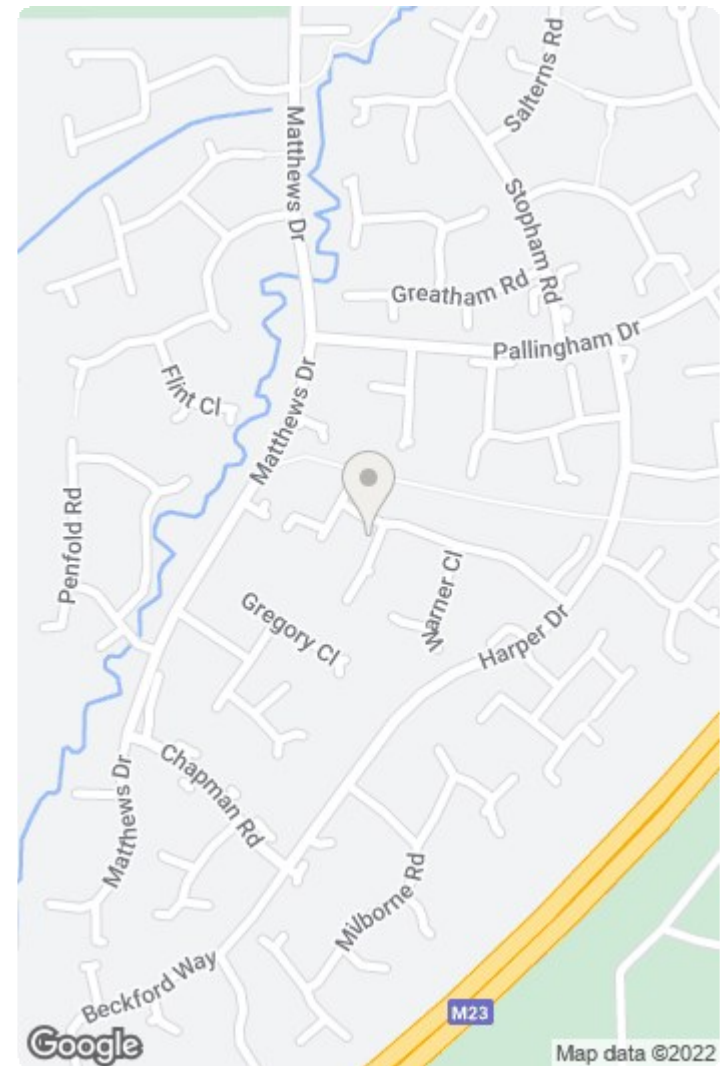 Salterns Rd
Matthews Dr
Stopham Rd
Greatham Rd
Pallingham Dr
Flint Cl
Matthews Dr
Penfold Rd
Warner Cl
Gregory Cl
Harper Dr
Chapman Rd
Matthews Dr
Milborne Rd
Beckford Way
M23
Google
Map data ©2022